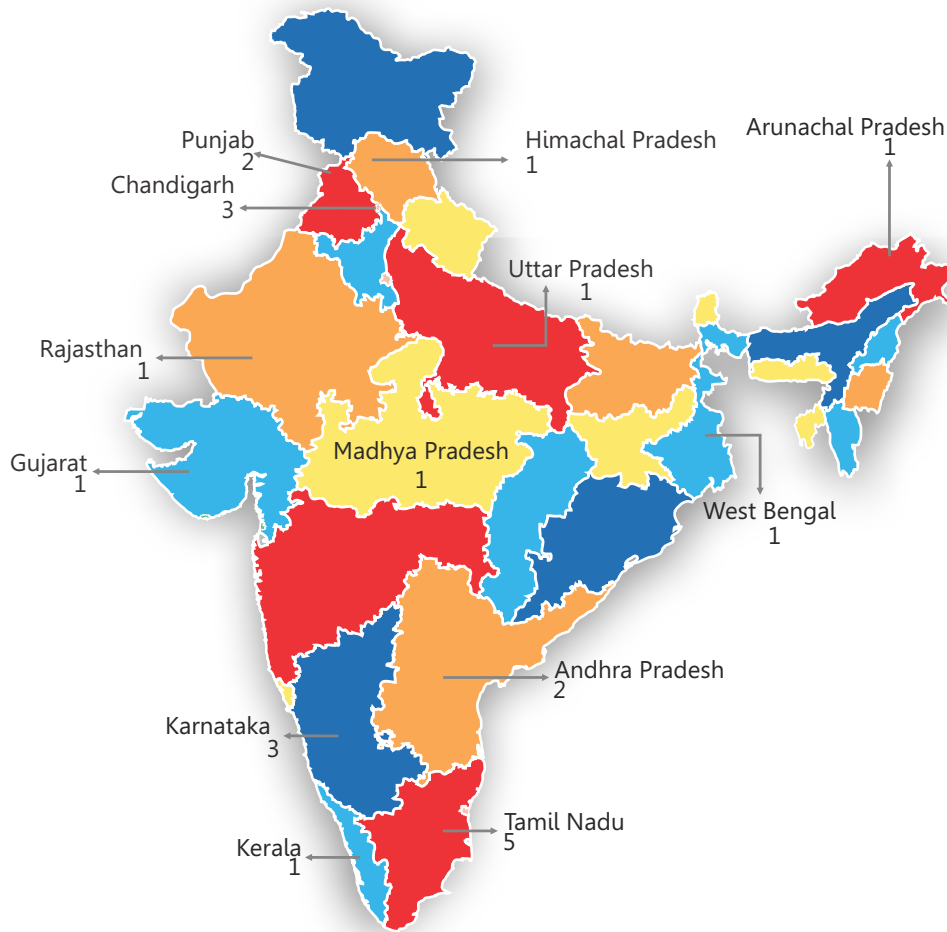 Punjab
2
Himachal Pradesh
1
Arunachal Pradesh
1
Chandigarh
3
Uttar Pradesh
1
Rajasthan
1
Gujarat
1
Madhya Pradesh
1
West Bengal
1
Andhra Pradesh
2
Karnataka
3
Tamil Nadu
5
Kerala
1